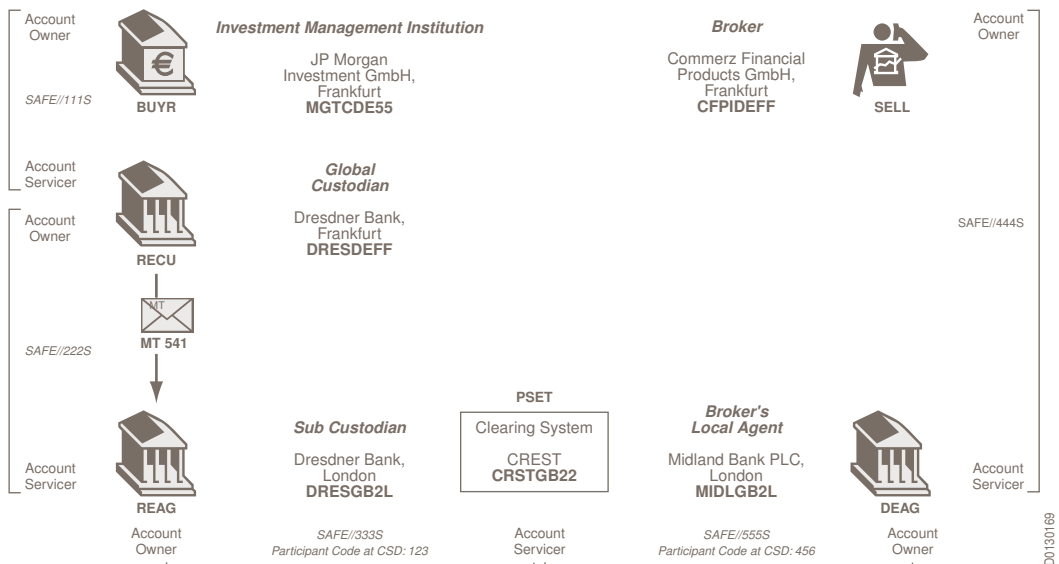 Account
Owner
Investment Management Institution
Broker
Account
Owner
JP Morgan
Investment GmbH,
Frankfurt
MGTCDE55
Commerz Financial
Products GmbH,
Frankfurt
CFPIDEFF
€
SAFE//111S
BUYR
SELL
Account
Servicer
Global
Custodian
Account
Owner
Dresdner Bank,
Frankfurt
DRESDEFF
SAFE//444S
RECU
MT
MT 541
SAFE//222S
PSET
Sub Custodian
Clearing System
Broker's
Local Agent
Account
Servicer
Dresdner Bank,
London
DRESGB2L
CREST
CRSTGB22
Midland Bank PLC,
London
MIDLGB2L
Account
Servicer
REAG
DEAG
Account
Owner
SAFE//333S
Participant Code at CSD: 123
Account
Servicer
SAFE//555S
Participant Code at CSD: 456
Account
Owner
D0130169